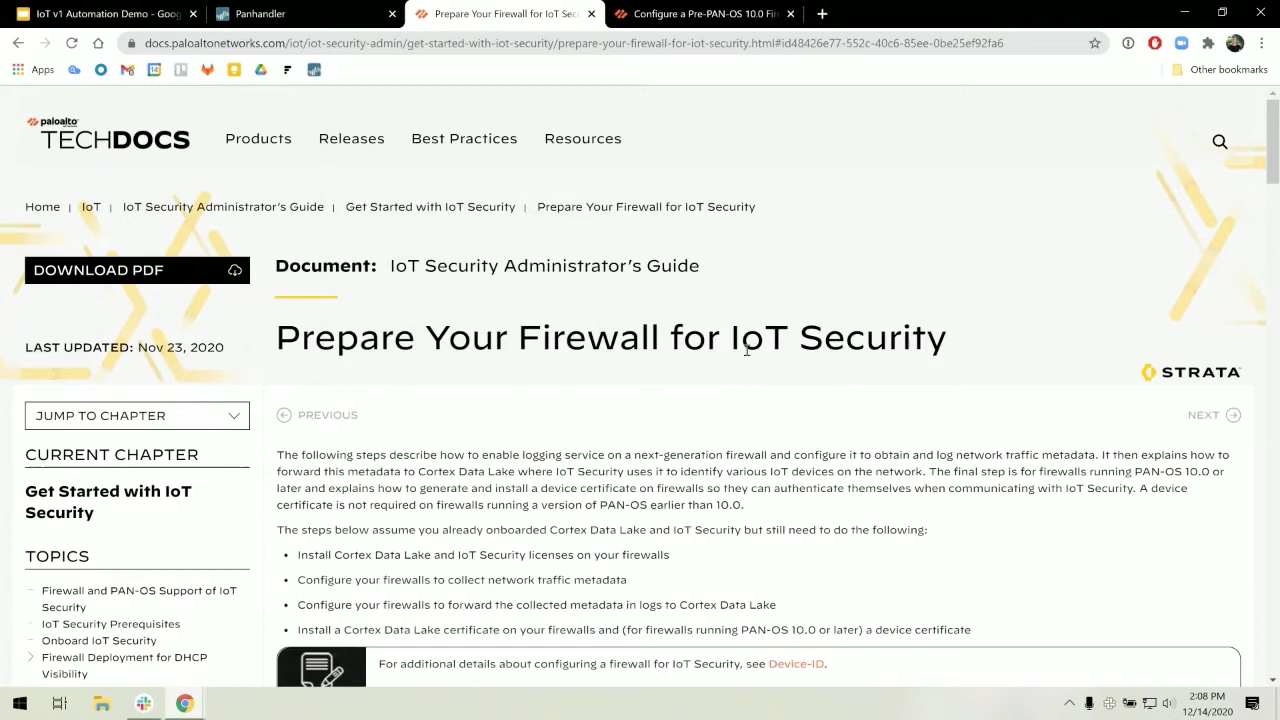 IoT v1 Automation Demo - Goog
Panhandler
Prepare Your Firewall for IoT Sec
Configure a Pre-PAN-OS 10.0 Fire
docs.paloaltonetworks.com/iot/iot-security-admin/get-started-with-iot-security/prepare-your-firewall-for-iot-security.html#id48426e77-552c-40c6-85ee-0be25ef92fa6
Apps
Other bookmarks
paloalto
TECHDOCS
Products Releases Best Practices Resources
Home | IoT | IoT Security Administrator's Guide | Get Started with IoT Security | Prepare Your Firewall for IoT Security
DOWNLOAD PDF
Document: IoT Security Administrator's Guide
Prepare Your Firewall for IoT Security
LAST UPDATED: Nov 23, 2020
STRATA
JUMP TO CHAPTER
PREVIOUS
NEXT
CURRENT CHAPTER
Get Started with IoT
Security
TOPICS
Firewall and PAN-OS Support of IoT
Security
IoT Security Prerequisites
Onboard IoT Security
Firewall Deployment for DHCP
Visibility
The following steps describe how to enable logging service on a next-generation firewall and configure it to obtain and log network traffic metadata. It then explains how to
forward this metadata to Cortex Data Lake where IoT Security uses it to identify various IoT devices on the network. The final step is for firewalls running PAN-OS 10.0 or
later and explains how to generate and install a device certificate on firewalls so they can authenticate themselves when communicating with IoT Security. A device
certificate is not required on firewalls running a version of PAN-OS earlier than 10.0.
The steps below assume you already onboarded Cortex Data Lake and IoT Security but still need to do the following:
• Install Cortex Data Lake and IoT Security licenses on your firewalls
• Configure your firewalls to collect network traffic metadata
• Configure your firewalls to forward the collected metadata in logs to Cortex Data Lake
• Install a Cortex Data Lake certificate on your firewalls and (for firewalls running PAN-OS 10.0 or later) a device certificate
For additional details about configuring a firewall for IoT Security, see Device-ID.
2:08 PM
12/14/2020